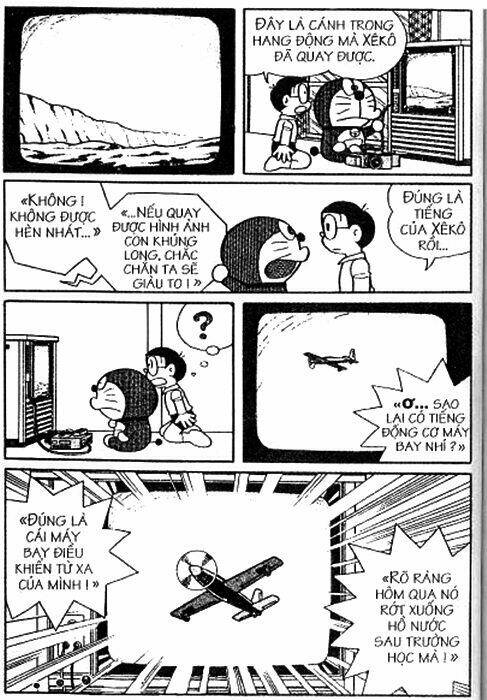 ĐÂY LÀ CẢNH TRONG
HANG ĐỘNG MÀ XÊKÔ
ĐÃ QUAY ĐƯỢC.
«KHÔNG!
KHÔNG ĐƯỢC
HÈN NHÁT...»
«...NẾU QUAY
ĐƯỢC HÌNH ẢNH
CON KHỦNG
LONG, CHẮC
CHẮN TA SẼ
GIÀU TO!»
ĐÚNG LÀ
TIẾNG
CỦA XÊKÔ
RỒI...
?
«Ơ... SAO
LẠI CÓ TIẾNG
ĐỘNG CƠ MÁY
BAY NHỈ?»
«ĐÚNG LÀ
CÁI MÁY
BAY ĐIỀU
KHIỂN TỪ XA
CỦA MÌNH!»
«RÕ RÀNG
HÔM QUA NÓ
RỚT XUỐNG
HỒ NƯỚC
SAU TRƯỜNG
HỌC MÀ!»